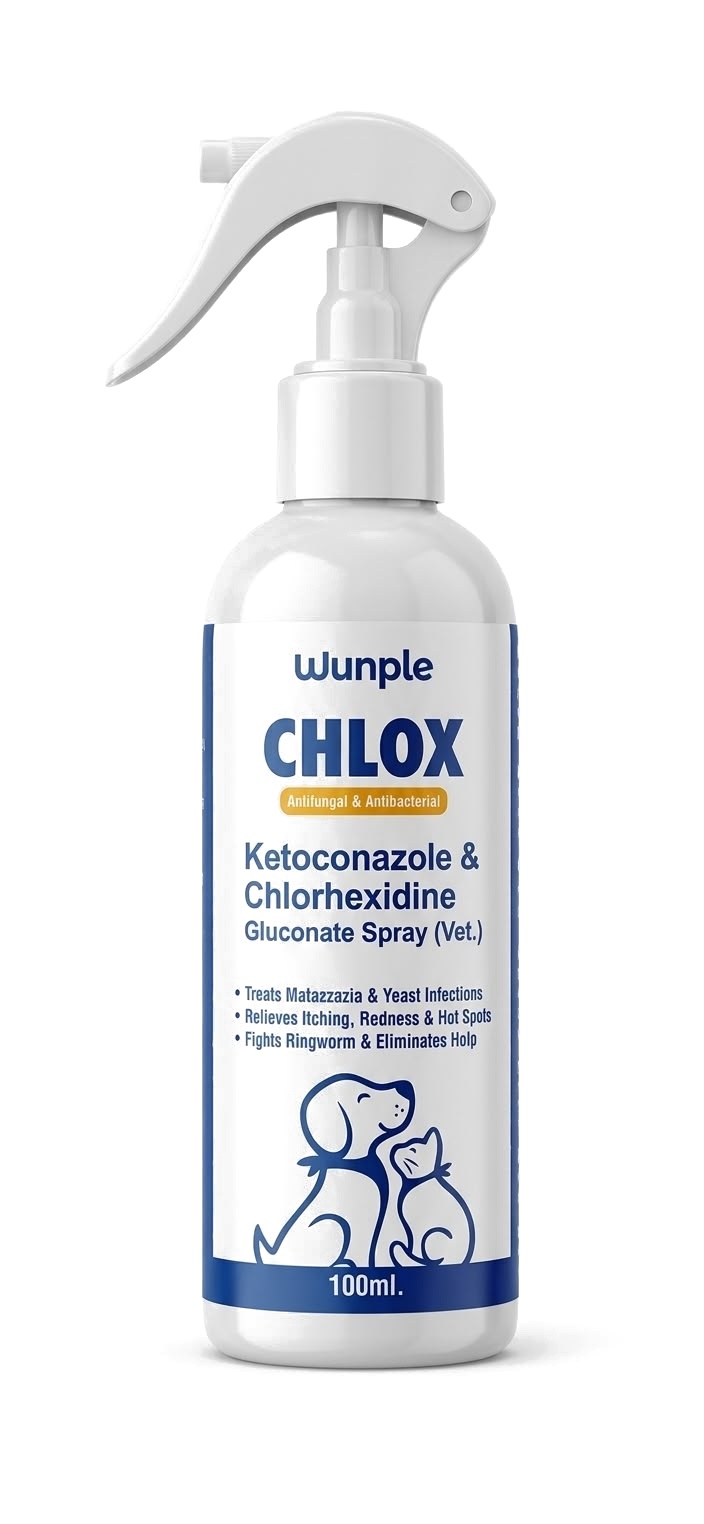 Wunple
CHLOX
Antifungal & Antibacterial
Ketoconazole &
Chlorhexidine
Gluconate Spray (Vet.)
• Treats Matazzazia & Yeast Infections
• Relieves Itching, Redness & Hot Spots
• Fights Ringworm & Eliminates Holp
100ml.